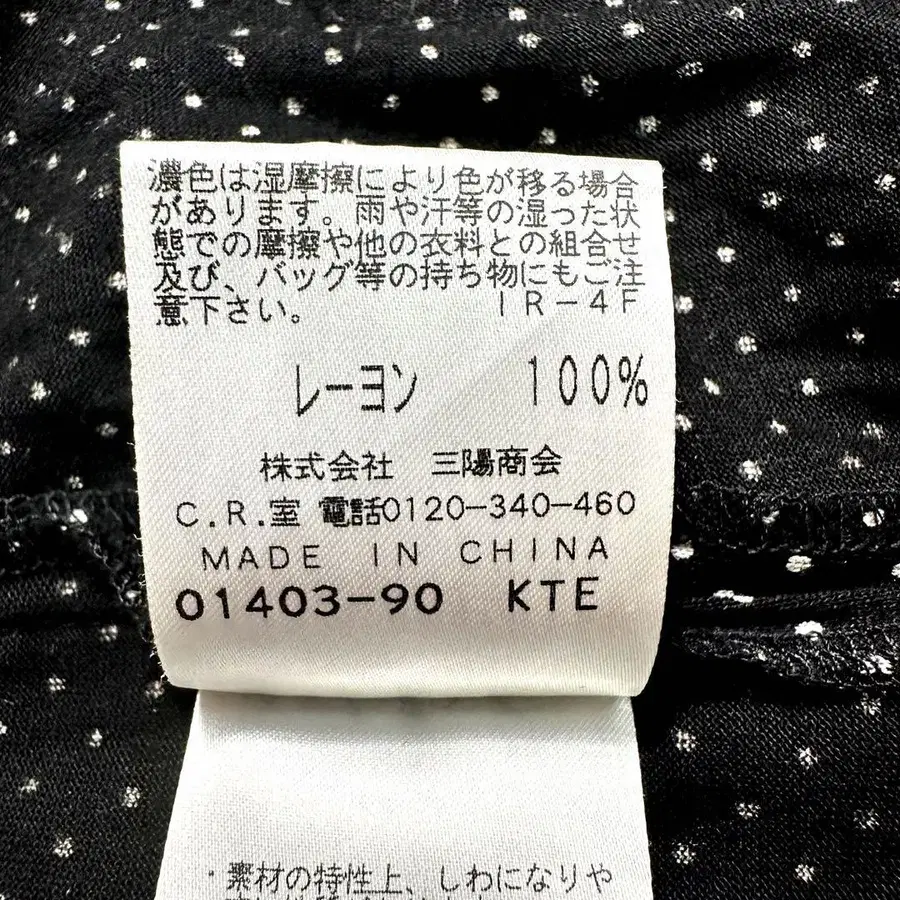 濃色は湿摩擦により色が移る場合
があります。雨や汗等の湿った状
態での摩擦や他の衣料との組合せ
及び、バッグ等の持ち物にもご注
意下さい。 IR-4F
レーヨン 100%
株式会社 三陽商会
C.R.室 電話0120-340-460
MADE IN CHINA
01403-90 KTE
・素材の特性上、しわになりや